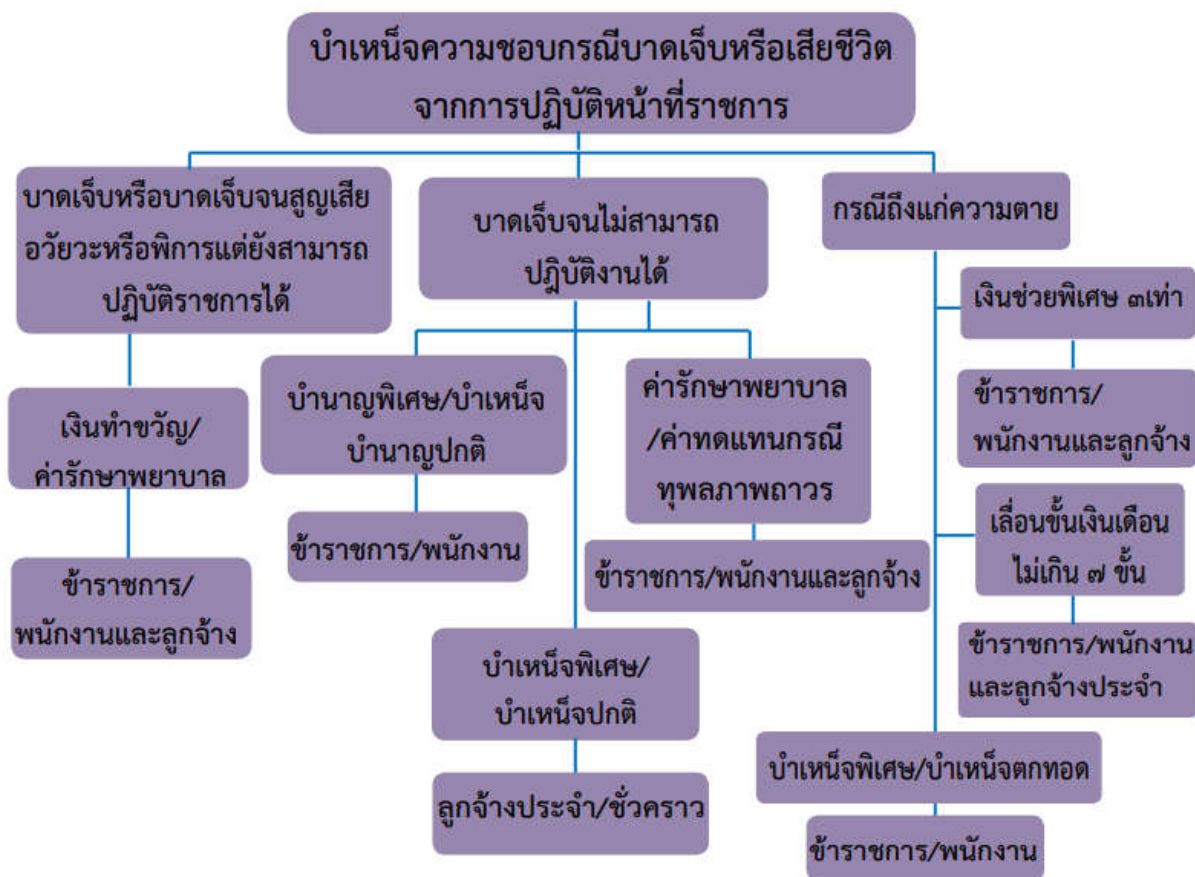 บำเหน็จความชอบกรณีบาดเจ็บหรือเสียชีวิต
จากการปฏิบัติหน้าที่ราชการ
บาดเจ็บหรือบาดเจ็บจนสูญเสีย
อวัยวะหรือพิการแต่ยังสามารถ
ปฏิบัติราชการได้
เงินทำขวัญ/
ค่ารักษาพยาบาล
ข้าราชการ/
พนักงานและลูกจ้าง
บาดเจ็บจนไม่สามารถ
ปฏิบัติงานได้
บำนาญพิเศษ/บำเหน็จ
บำนาญปกติ
ข้าราชการ/พนักงาน
บำเหน็จพิเศษ/
บำเหน็จปกติ
ลูกจ้างประจำ/ชั่วคราว
ค่ารักษาพยาบาล
/ค่าทดแทนกรณี
ทุพลภาพถาวร
ข้าราชการ/พนักงานและลูกจ้าง
กรณีถึงแก่ความตาย
เงินช่วยพิเศษ ๓เท่า
ข้าราชการ/
พนักงานและลูกจ้าง
เลื่อนขั้นเงินเดือน
ไม่เกิน ๗ ขั้น
ข้าราชการ/พนักงาน
และลูกจ้างประจำ
บำเหน็จพิเศษ/บำเหน็จตกทอด
ข้าราชการ/พนักงาน